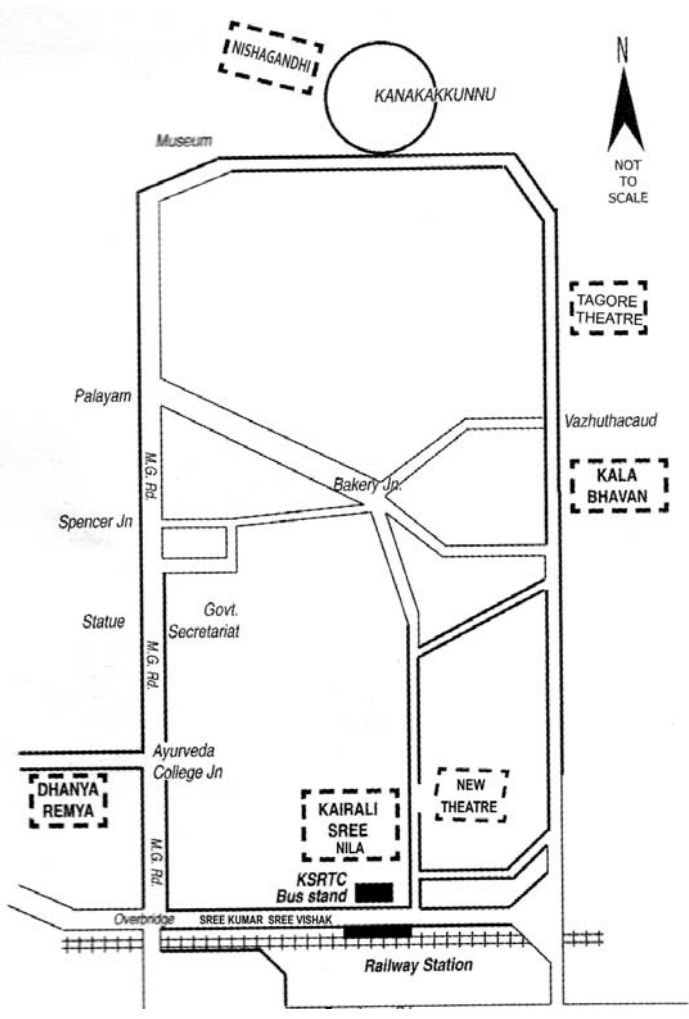 NISHAGANDHI
KANAKAKKUNNU
N
NOT
TO
SCALE
Museum
TAGORE
THEATRE
Palayam
Vazhuthacaud
M.G. Rd.
Bakery Jn.
KALA
BHAVAN
Spencer Jn
Statue
Govt.
Secretariat
M.G. Rd.
Ayurveda
College Jn
DHANYA
REMYA
KAIRALI
SREE
NILA
NEW
THEATRE
M.G. Rd.
KSRTC
Bus stand
Overbridge
SREE KUMAR SREE VISHAK
Railway Station